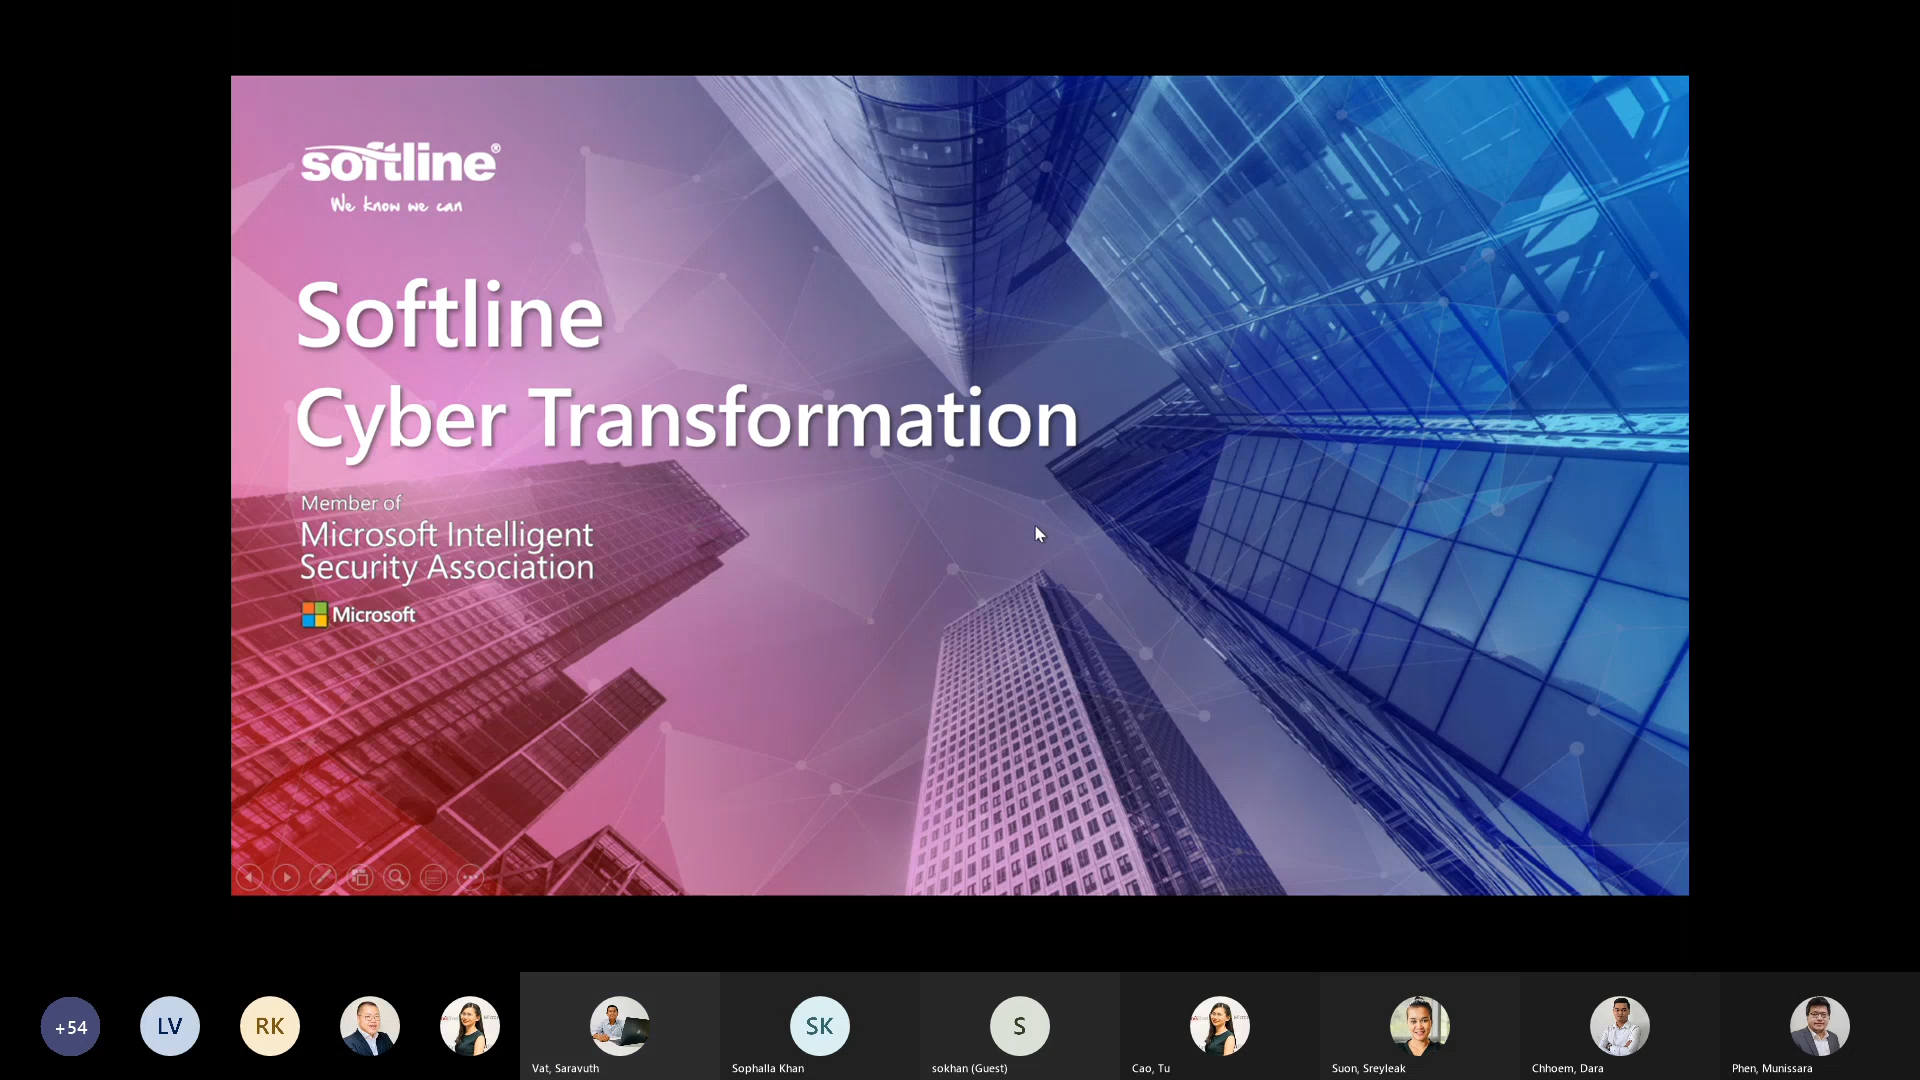 softline®
We know we can
Softline
Cyber Transformation
Member of
Microsoft Intelligent
Security Association
Microsoft
+54
LV
RK
SK
S
Vat, Saravuth
Sophalla Khan
sokhan (Guest)
Cao, Tu
Suon, Sreyleak
Chhoem, Dara
Phen, Munissara